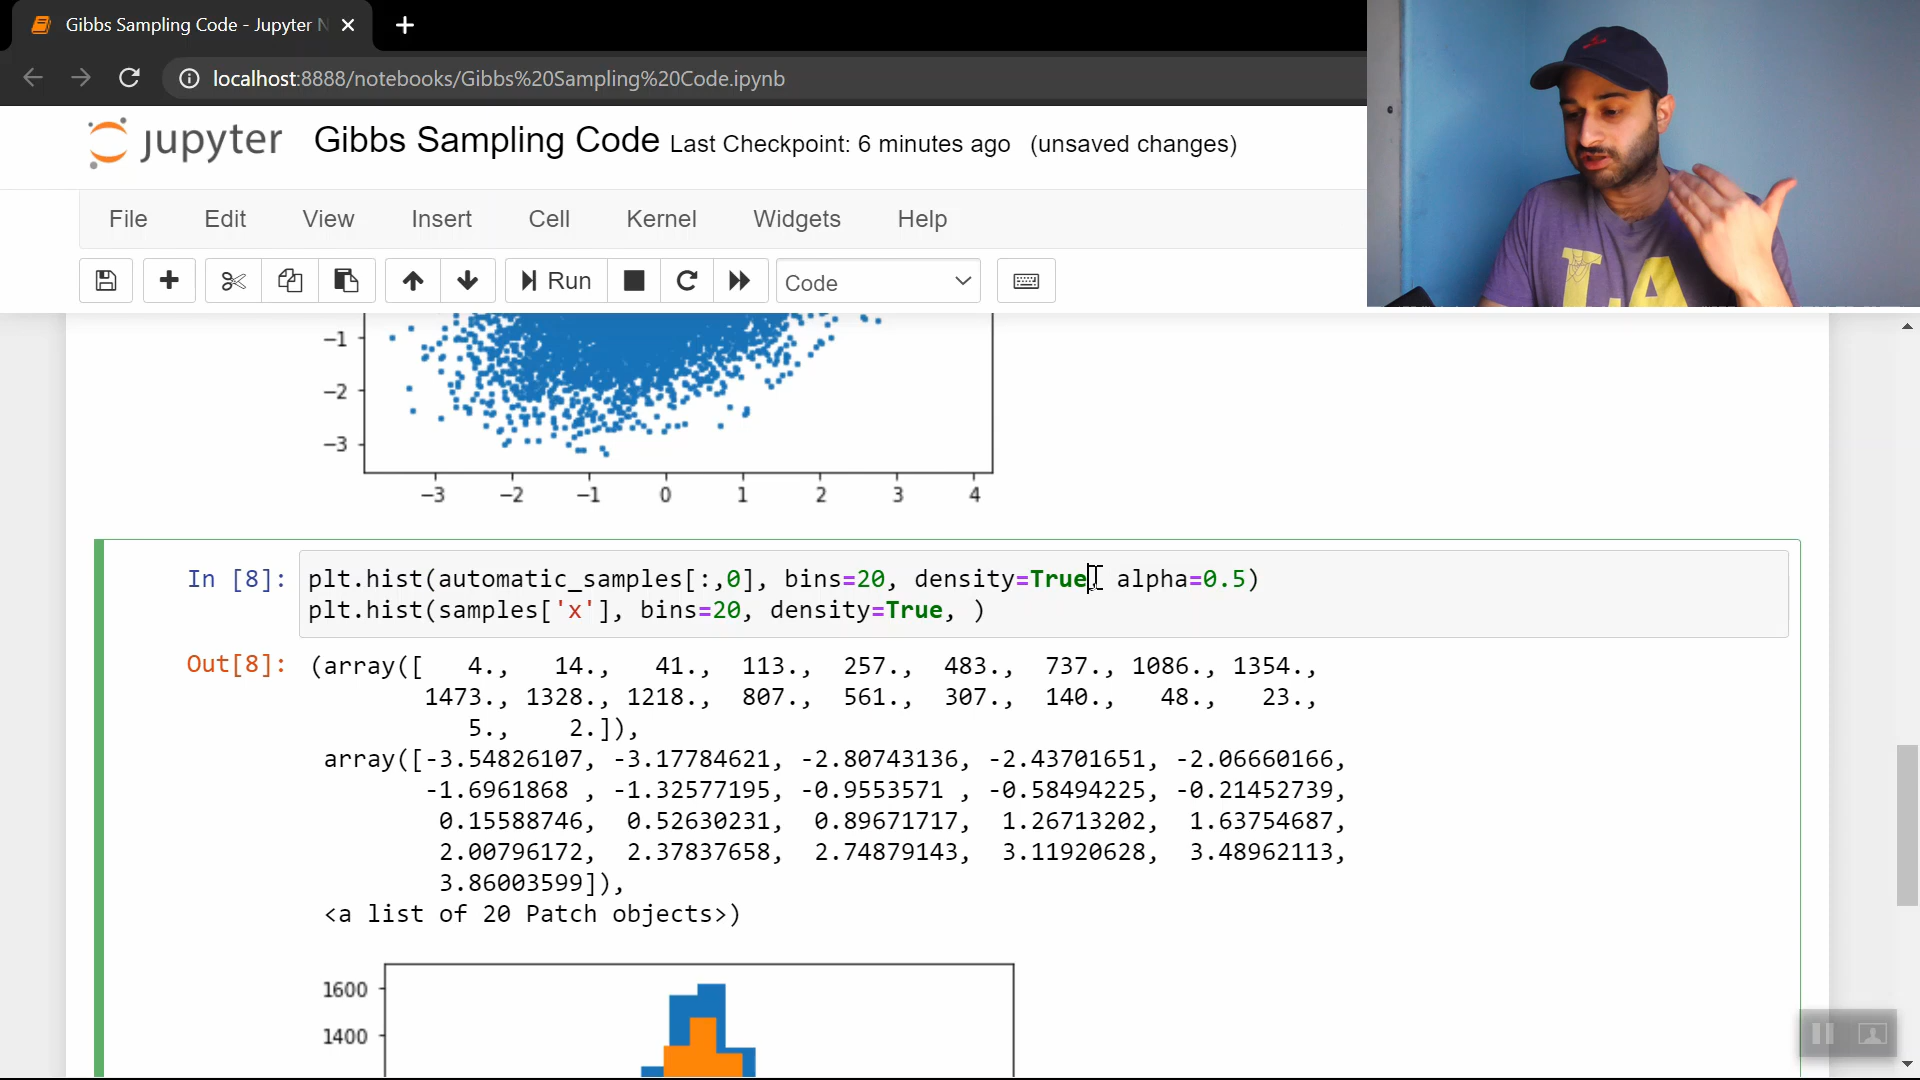 Gibbs Sampling Code - Jupyter N
localhost:8888/notebooks/Gibbs%20Sampling%20Code.ipynb
jupyter Gibbs Sampling Code Last Checkpoint: 6 minutes ago (unsaved changes)
File Edit View Insert Cell Kernel Widgets Help
Run Code
LA
−1
−2
−3
−3 −2 −1 0 1 2 3 4
In [8]: plt.hist(automatic_samples[:,0], bins=20, density=True, alpha=0.5)
plt.hist(samples['x'], bins=20, density=True, )
Out[8]: (array([ 4., 14., 41., 113., 257., 483., 737., 1086., 1354.,
1473., 1328., 1218., 807., 561., 307., 140., 48., 23.,
5., 2.]),
array([-3.54826107, -3.17784621, -2.80743136, -2.43701651, -2.06660166,
-1.6961868 , -1.32577195, -0.9553571 , -0.58494225, -0.21452739,
0.15588746, 0.52630231, 0.89671717, 1.26713202, 1.63754687,
2.00796172, 2.37837658, 2.74879143, 3.11920628, 3.48962113,
3.86003599]),
<a list of 20 Patch objects>)
1600
1400